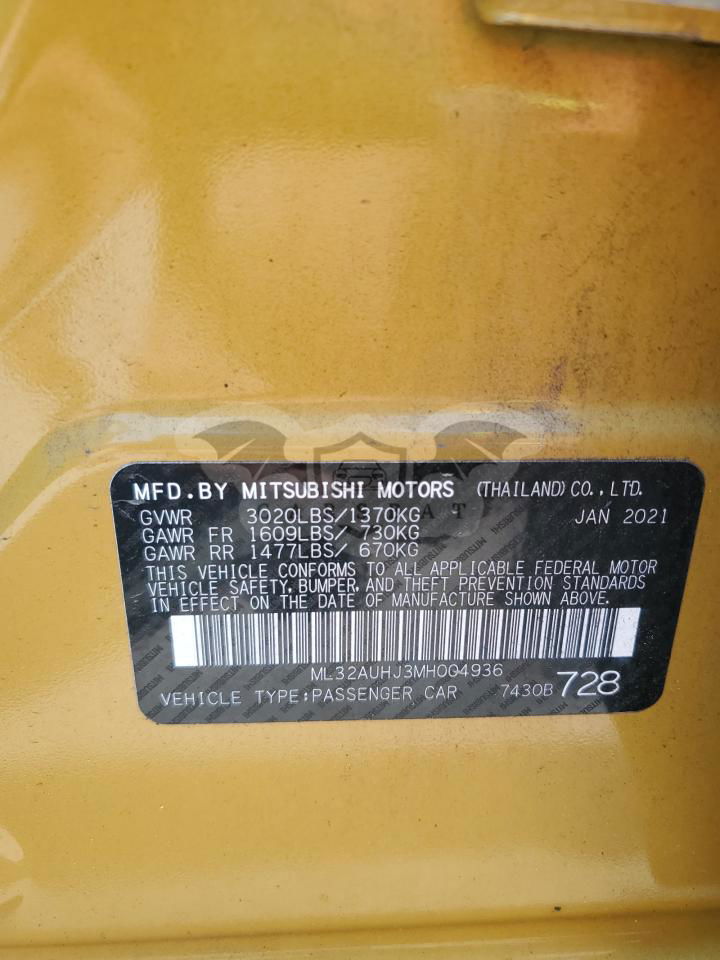 MFD.BY MITSUBISHI MOTORS (THAILAND) CO., LTD.
GVWR 3020LBS/1370KG JAN 2021
GAWR FR 1609LBS/ 730KG
GAWR RR 1477LBS/ 670KG
THIS VEHICLE CONFORMS TO ALL APPLICABLE FEDERAL MOTOR
VEHICLE SAFETY, BUMPER, AND THEFT PREVENTION STANDARDS
IN EFFECT ON THE DATE OF MANUFACTURE SHOWN ABOVE.
ML32AUHJ3MH004936
VEHICLE TYPE:PASSENGER CAR 7430B 728